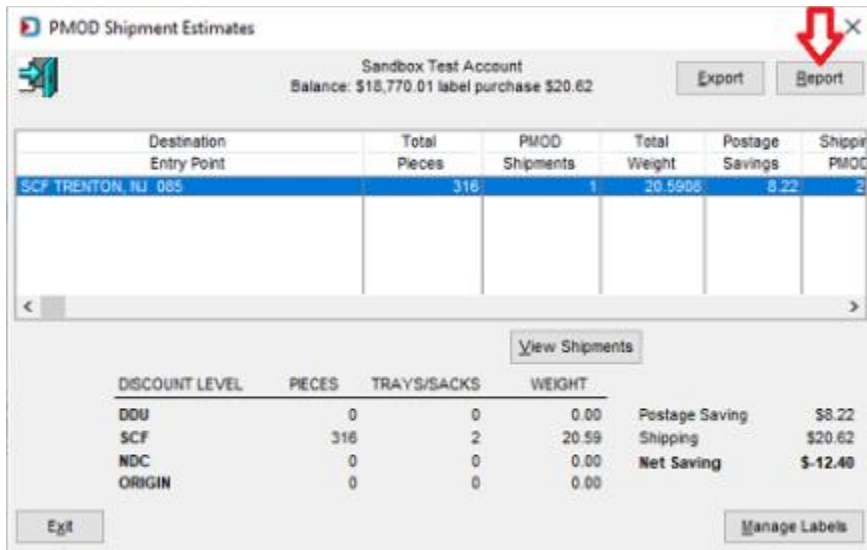 PMOD Shipment Estimates
Sandbox Test Account
Balance: $18,770.01 label purchase $20.62
Export
Report
Destination Total PMOD Total Postage Shippin
Entry Point Pieces Shipments Weight Savings PMOD
SCF TRENTON, NJ 085 316 1 20.5908 8.22 2
View Shipments
DISCOUNT LEVEL PIECES TRAYS/SACKS WEIGHT
DDU 0 0 0.00 Postage Saving $8.22
SCF 316 2 20.59 Shipping $20.62
NDC 0 0 0.00 Net Saving $-12.40
ORIGIN 0 0 0.00
Exit
Manage Labels